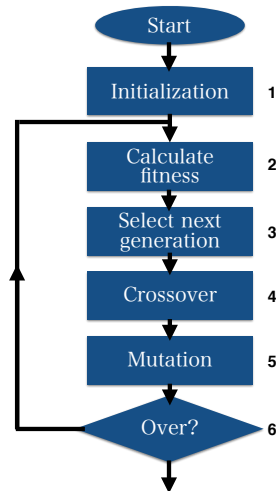 Start
Initialization
1
Calculate
fitness
2
Select next
generation
3
Crossover
4
Mutation
5
Over?
6